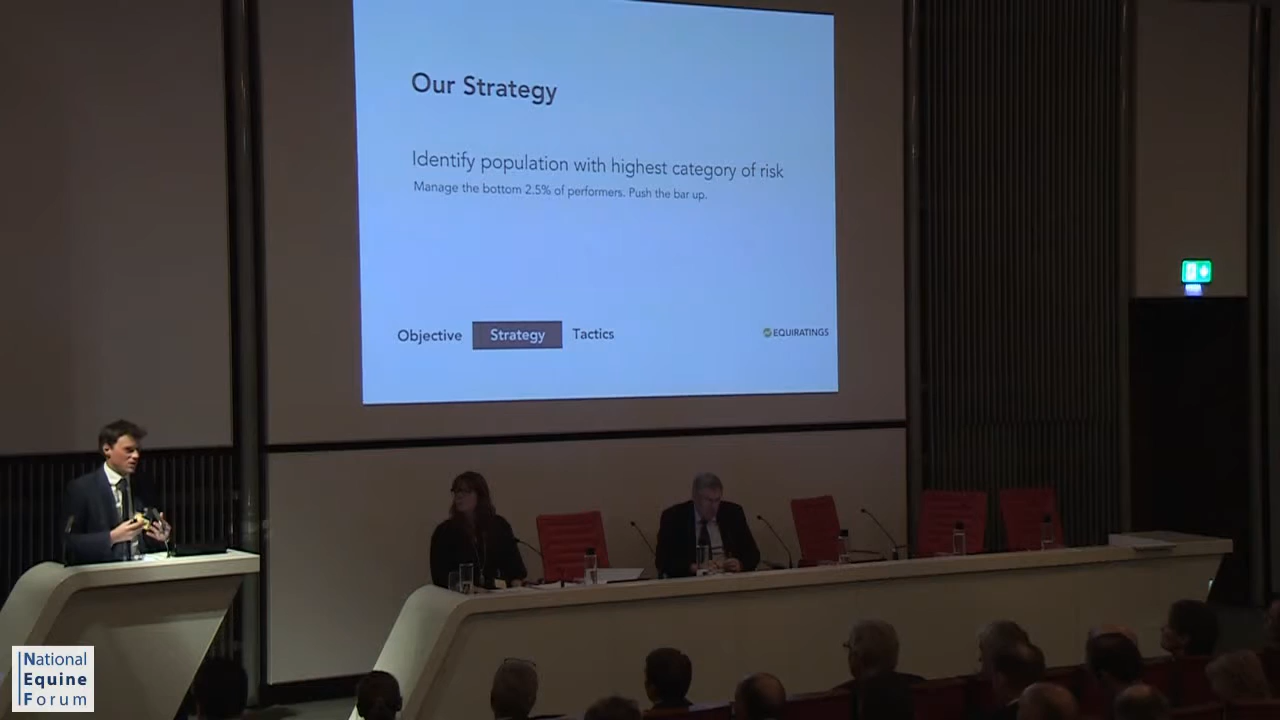 Our Strategy
Identify population with highest category of risk
Manage the bottom 2.5% of performers. Push the bar up.
Objective Strategy Tactics
EQUIRATINGS
National
Equine
Forum